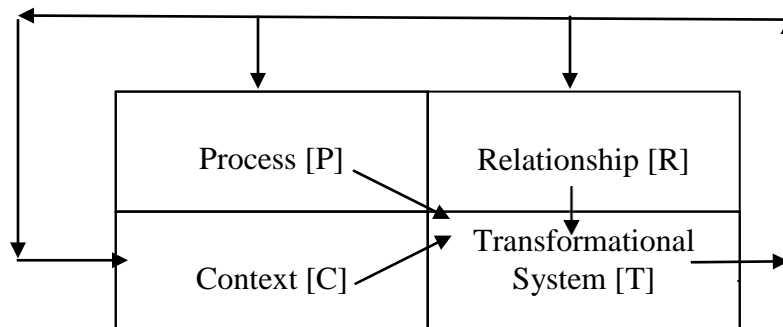 Process [P]
Relationship [R]
Context [C]
Transformational
System [T]